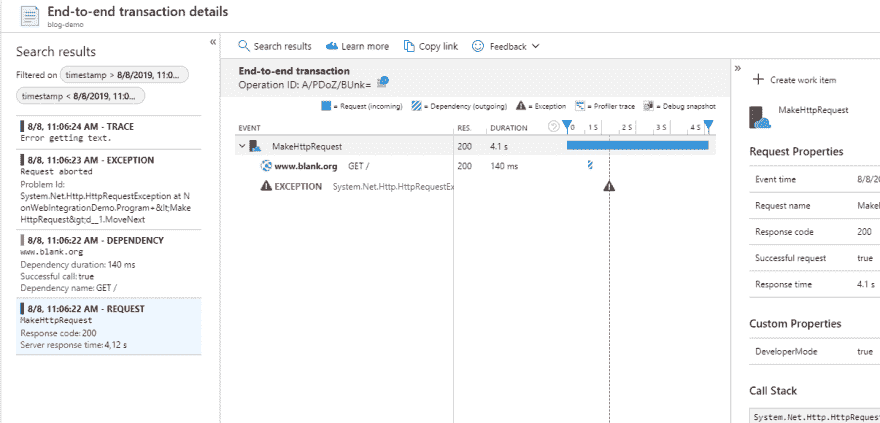 End-to-end transaction details
blog-demo
Search results
Filtered on timestamp > 8/8/2019, 11:0...
timestamp < 8/8/2019, 11:0...
8/8, 11:06:24 AM - TRACE
Error getting text.
8/8, 11:06:23 AM - EXCEPTION
Request aborted
Problem Id:
System.Net.Http.HttpRequestException at N
onWebIntegrationDemo.Program+&lt;Make
HttpRequest&gt;d__1.MoveNext
8/8, 11:06:22 AM - DEPENDENCY
www.blank.org
Dependency duration: 140 ms
Successful call: true
Dependency name: GET /
8/8, 11:06:22 AM - REQUEST
MakeHttpRequest
Response code: 200
Server response time: 4,12 s
Search results Learn more Copy link Feedback
End-to-end transaction
Operation ID: A/PDoZ/BUnk=
= Request (incoming) = Dependency (outgoing) = Exception = Profiler trace = Debug snapshot
EVENT RES. DURATION 0 1 S 2 S 3 S 4 S
MakeHttpRequest 200 4.1 s
www.blank.org GET / 200 140 ms
EXCEPTION System.Net.Http.HttpRequestEx
Create work item
MakeHttpRequest
Request Properties
Event time 8/8/20
Request name MakeH
Response code 200
Successful request true
Response time 4.1 s
Custom Properties
DeveloperMode true
Call Stack
System.Net.Http.HttpRequest